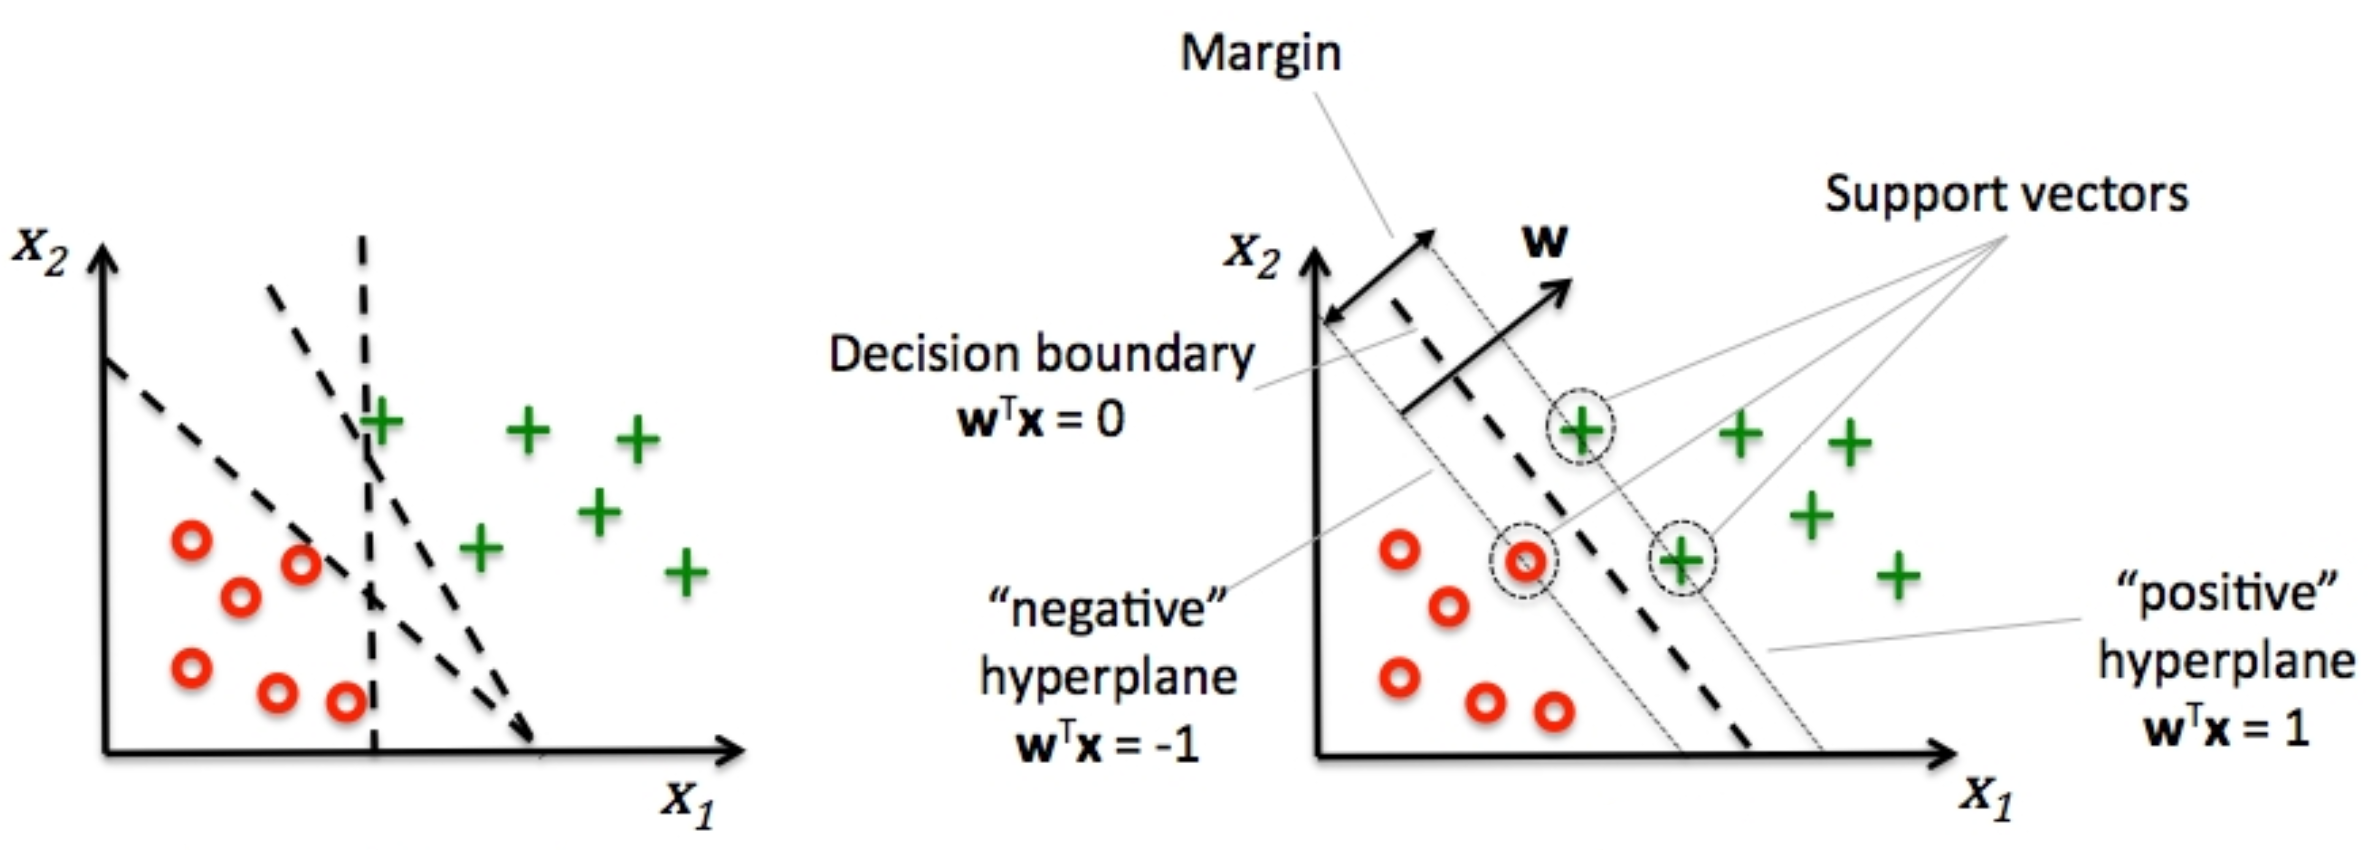 x₂
x₁
Margin
Support vectors
w
x₂
Decision boundary
wᵀx = 0
“negative”
hyperplane
wᵀx = -1
“positive”
hyperplane
wᵀx = 1
x₁